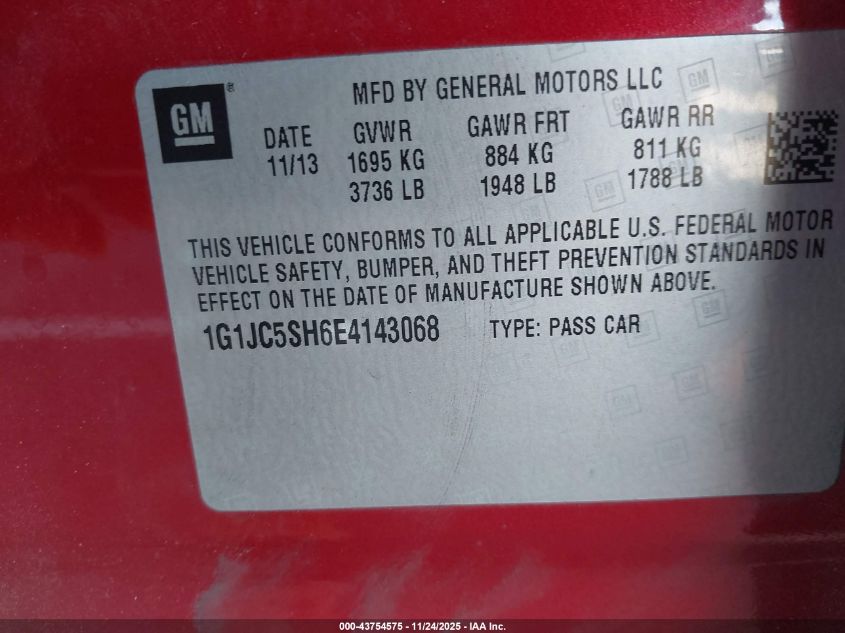 GM®
MFD BY GENERAL MOTORS LLC
DATE GVWR GAWR FRT GAWR RR
11/13 1695 KG 884 KG 811 KG
3736 LB 1948 LB 1788 LB
THIS VEHICLE CONFORMS TO ALL APPLICABLE U.S. FEDERAL MOTOR
VEHICLE SAFETY, BUMPER, AND THEFT PREVENTION STANDARDS IN
EFFECT ON THE DATE OF MANUFACTURE SHOWN ABOVE.
1G1JC5SH6E4143068 TYPE: PASS CAR
000-43754575 - 11/24/2025 - IAA Inc.